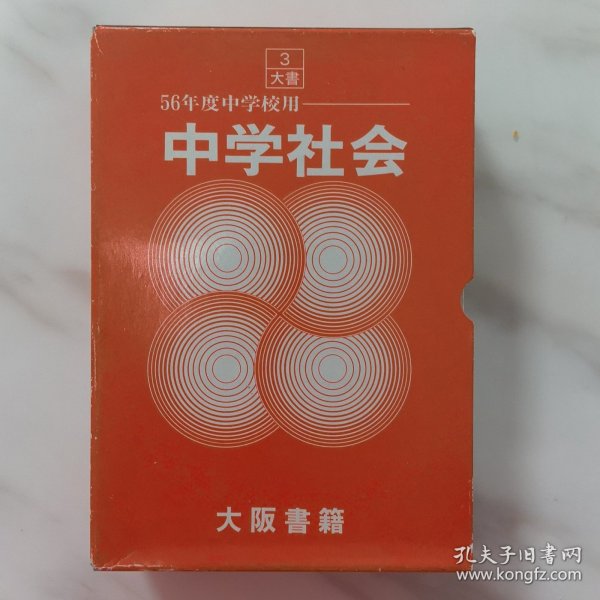 3
大書
56年度中学校用
中学社会
大阪書籍
孔夫子旧书网
www.kongfz.com